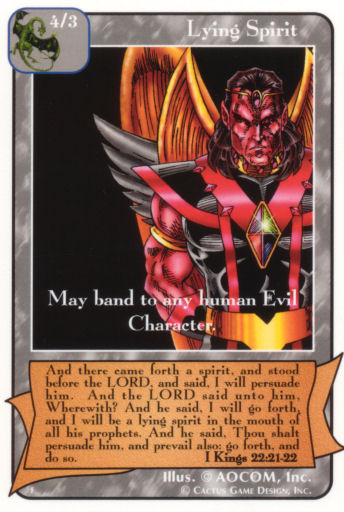 4/3
Lying Spirit
May band to any human Evil
Character.
And there came forth a spirit, and stood
before the LORD, and said, I will persuade
him. And the LORD said unto him,
Wherewith? And he said, I will go forth,
and I will be a lying spirit in the mouth of
all his prophets. And he said, Thou shalt
persuade him, and prevail also: go forth, and
do so. I Kings 22:21-22
Illus. © AOCOM, Inc.
© Cactus Game Design, Inc.